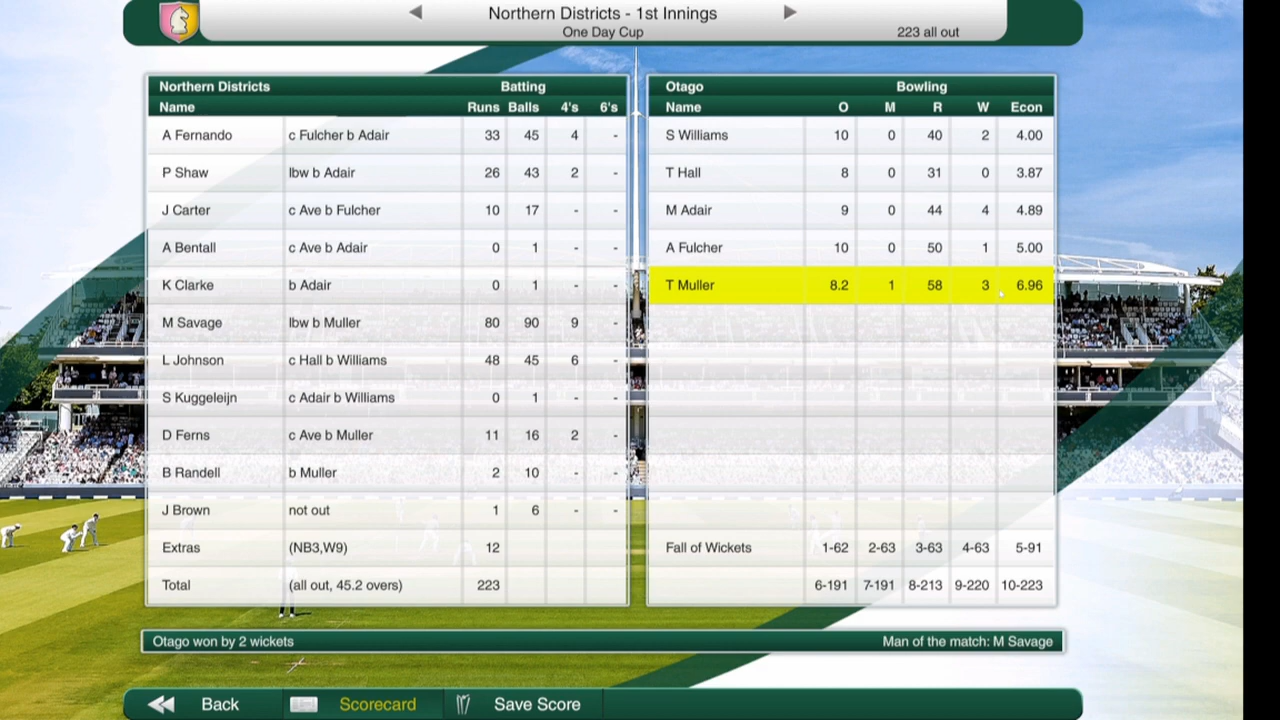 Northern Districts - 1st Innings
One Day Cup
223 all out
Northern Districts Batting
Name Runs Balls 4's 6's
A Fernando c Fulcher b Adair 33 45 4 -
P Shaw lbw b Adair 26 43 2 -
J Carter c Ave b Fulcher 10 17 - -
A Bentall c Ave b Adair 0 1 - -
K Clarke b Adair 0 1 - -
M Savage lbw b Muller 80 90 9 -
L Johnson c Hall b Williams 48 45 6 -
S Kuggeleijn c Adair b Williams 0 1 - -
D Ferns c Ave b Muller 11 16 2 -
B Randell b Muller 2 10 - -
J Brown not out 1 6 - -
Extras (NB3,W9) 12
Total (all out, 45.2 overs) 223
Otago Bowling
Name O M R W Econ
S Williams 10 0 40 2 4.00
T Hall 8 0 31 0 3.87
M Adair 9 0 44 4 4.89
A Fulcher 10 0 50 1 5.00
T Muller 8.2 1 58 3 6.96
Fall of Wickets 1-62 2-63 3-63 4-63 5-91
6-191 7-191 8-213 9-220 10-223
Otago won by 2 wickets
Man of the match: M Savage
Back Scorecard Save Score